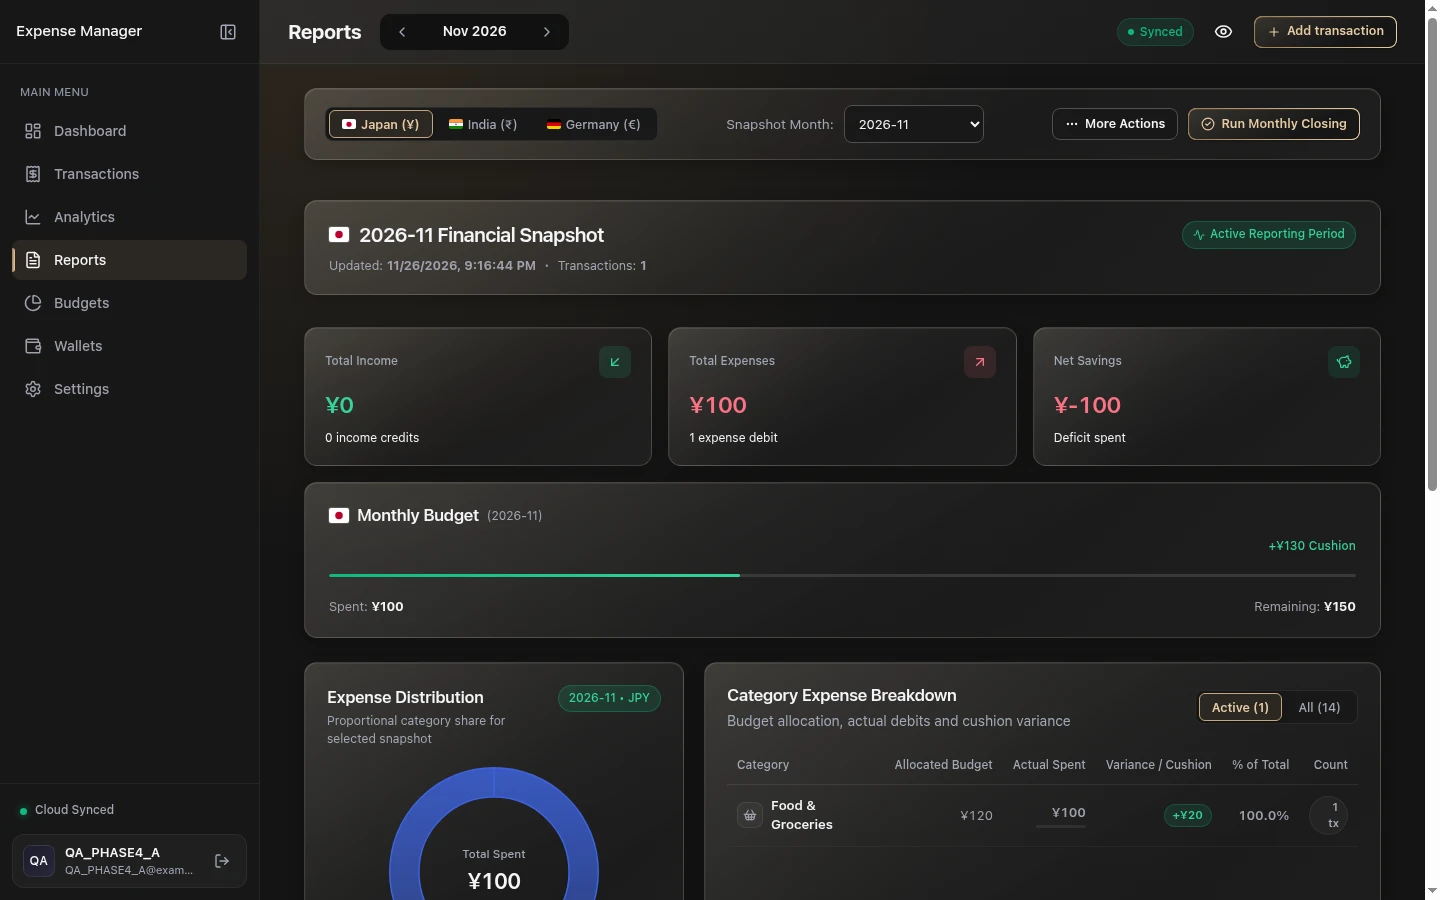 Expense Manager
Reports
Nov 2026
Synced
+ Add transaction
MAIN MENU
Dashboard
Transactions
Analytics
Reports
Budgets
Wallets
Settings
Japan (¥)
India (₹)
Germany (€)
Snapshot Month:
2026-11
··· More Actions
Run Monthly Closing
2026-11 Financial Snapshot
Active Reporting Period
Updated: 11/26/2026, 9:16:44 PM • Transactions: 1
Total Income
¥0
0 income credits
Total Expenses
¥100
1 expense debit
Net Savings
¥-100
Deficit spent
Monthly Budget (2026-11)
+¥130 Cushion
Spent: ¥100
Remaining: ¥150
Expense Distribution
2026-11 • JPY
Proportional category share for
selected snapshot
Total Spent
¥100
Category Expense Breakdown
Budget allocation, actual debits and cushion variance
Active (1)
All (14)
Category
Allocated Budget
Actual Spent
Variance / Cushion
% of Total
Count
Food &
Groceries
¥120
¥100
+¥20
100.0%
1
tx
Cloud Synced
QA
QA_PHASE4_A
QA_PHASE4_A@exam...